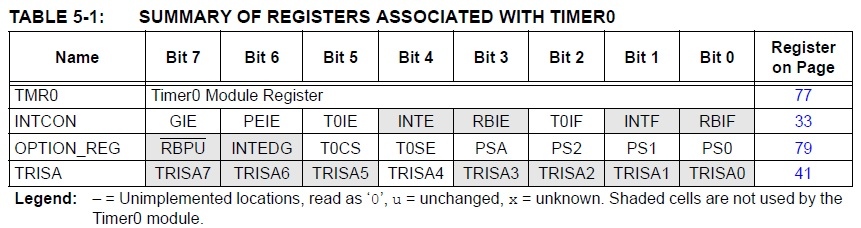 TABLE 5-1: SUMMARY OF REGISTERS ASSOCIATED WITH TIMER0
Name Bit 7 Bit 6 Bit 5 Bit 4 Bit 3 Bit 2 Bit 1 Bit 0 Register on Page
TMR0 Timer0 Module Register 77
INTCON GIE PEIE T0IE INTE RBIE T0IF INTF RBIF 33
OPTION_REG R̅B̅P̅U̅ INTEDG T0CS T0SE PSA PS2 PS1 PS0 79
TRISA TRISA7 TRISA6 TRISA5 TRISA4 TRISA3 TRISA2 TRISA1 TRISA0 41
Legend: – = Unimplemented locations, read as ‘0’, u = unchanged, x = unknown. Shaded cells are not used by the
Timer0 module.